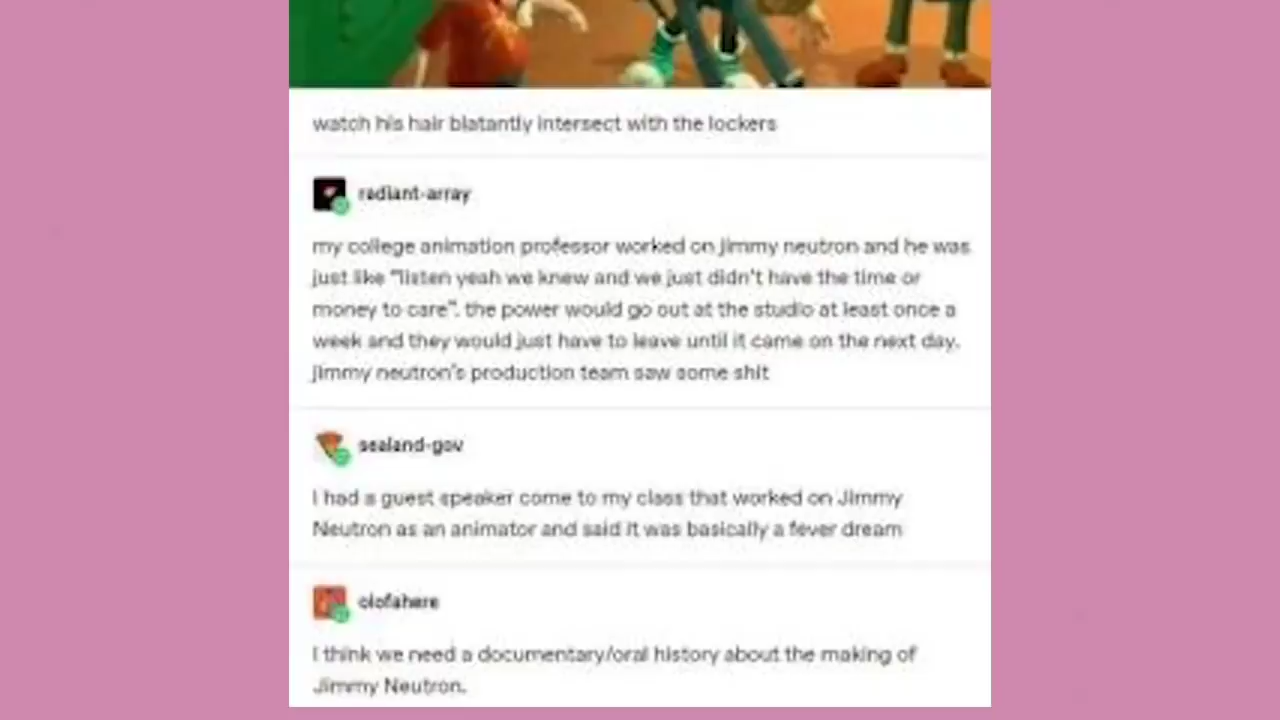 watch his hair blatantly intersect with the lockers
radiant-array
my college animation professor worked on jimmy neutron and he was
just like "listen yeah we knew and we just didn't have the time or
money to care". the power would go out at the studio at least once a
week and they would just have to leave until it came on the next day.
jimmy neutron's production team saw some shit
sealand-gov
I had a guest speaker come to my class that worked on Jimmy
Neutron as an animator and said it was basically a fever dream
olofahere
I think we need a documentary/oral history about the making of
Jimmy Neutron.